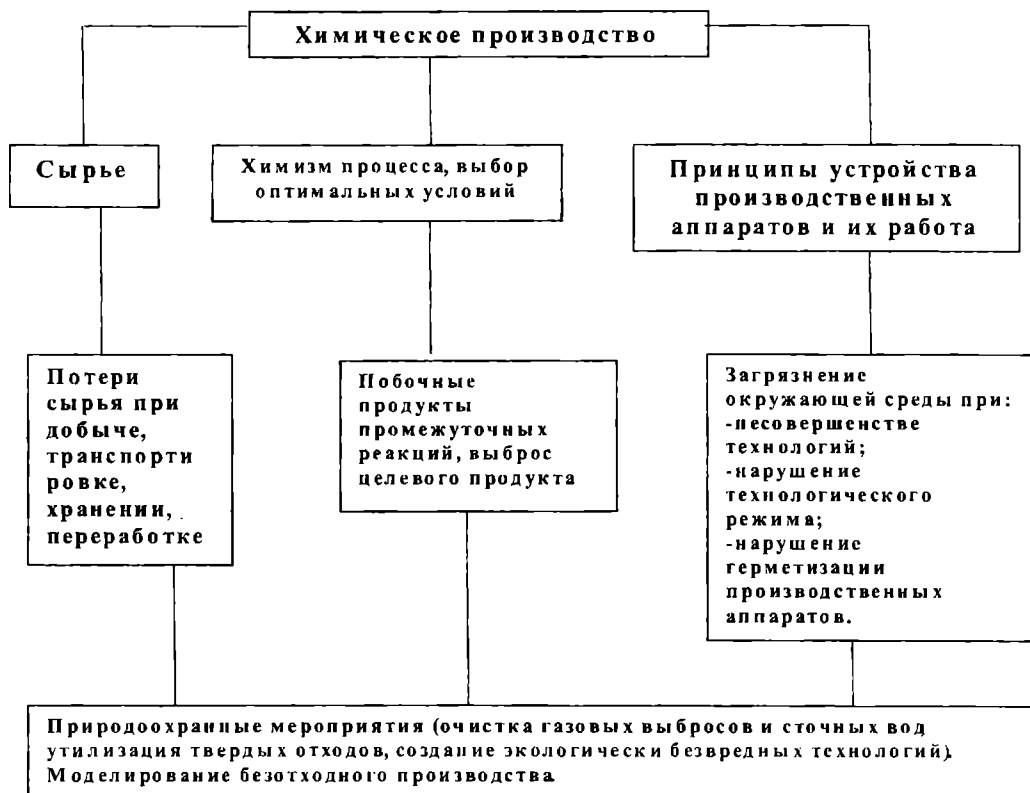 Химическое производство
Сырье
Химизм процесса, выбор
оптимальных условий
Принципы устройства
производственных
аппаратов и их работа
Потери
сырья при
добыче,
транспорти
ровке,
хранении,
переработке
Побочные
продукты
промежуточных
реакций, выброс
целевого продукта
Загрязнение
окружающей среды при:
-несовершенстве
технологий;
-нарушение
технологического
режима;
-нарушение
герметизации
производственных
аппаратов.
Природоохранные мероприятия (очистка газовых выбросов и сточных вод
утилизация твердых отходов, создание экологически безвредных технологий).
Моделирование безотходного производства.